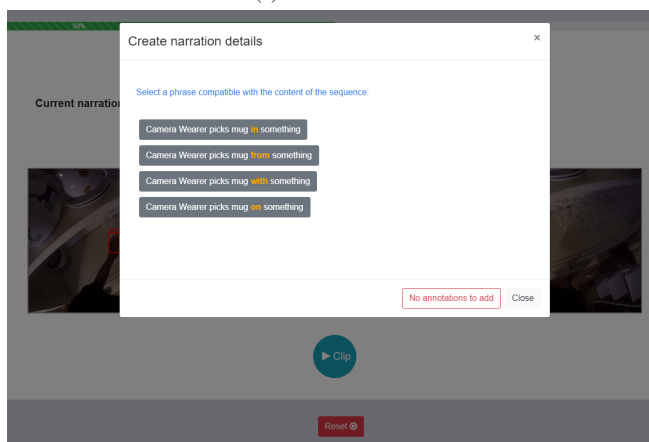 50%
Create narration details
×
Select a phrase compatible with the content of the sequence:
Current narration
Camera Wearer picks mug in something
Camera Wearer picks mug from something
Camera Wearer picks mug with something
Camera Wearer picks mug on something
No annotations to add
Close
Clip
Reset